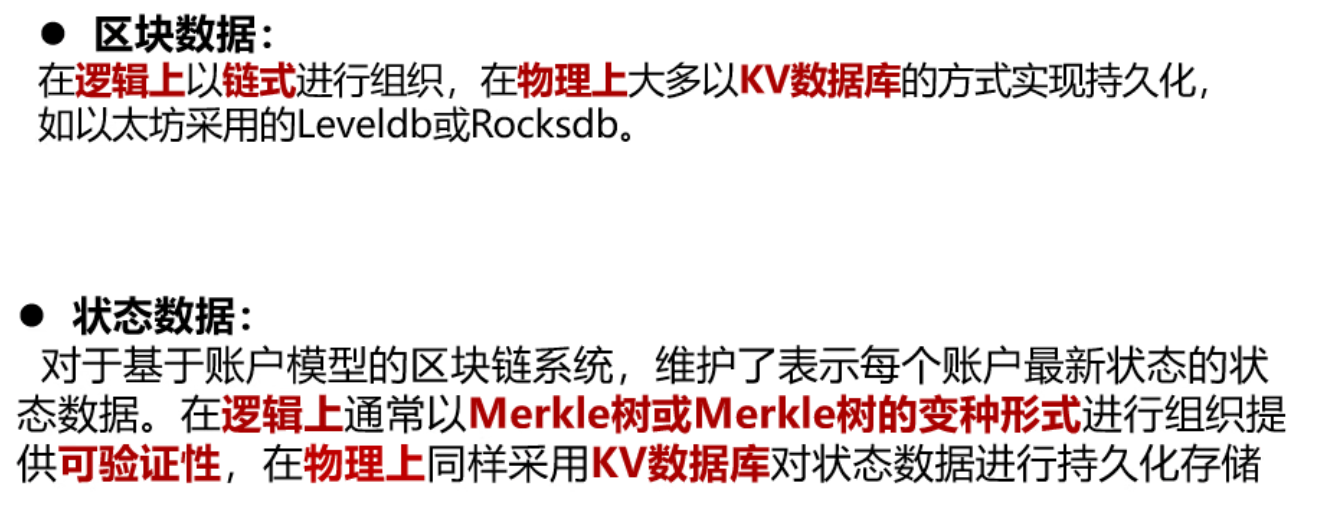 ● 区块数据：
在逻辑上以链式进行组织，在物理上大多以KV数据库的方式实现持久化，
如以太坊采用的Leveldb或Rocksdb。
● 状态数据：
对于基于账户模型的区块链系统，维护了表示每个账户最新状态的状
态数据。在逻辑上通常以Merkle树或Merkle树的变种形式进行组织提
供可验证性，在物理上同样采用KV数据库对状态数据进行持久化存储